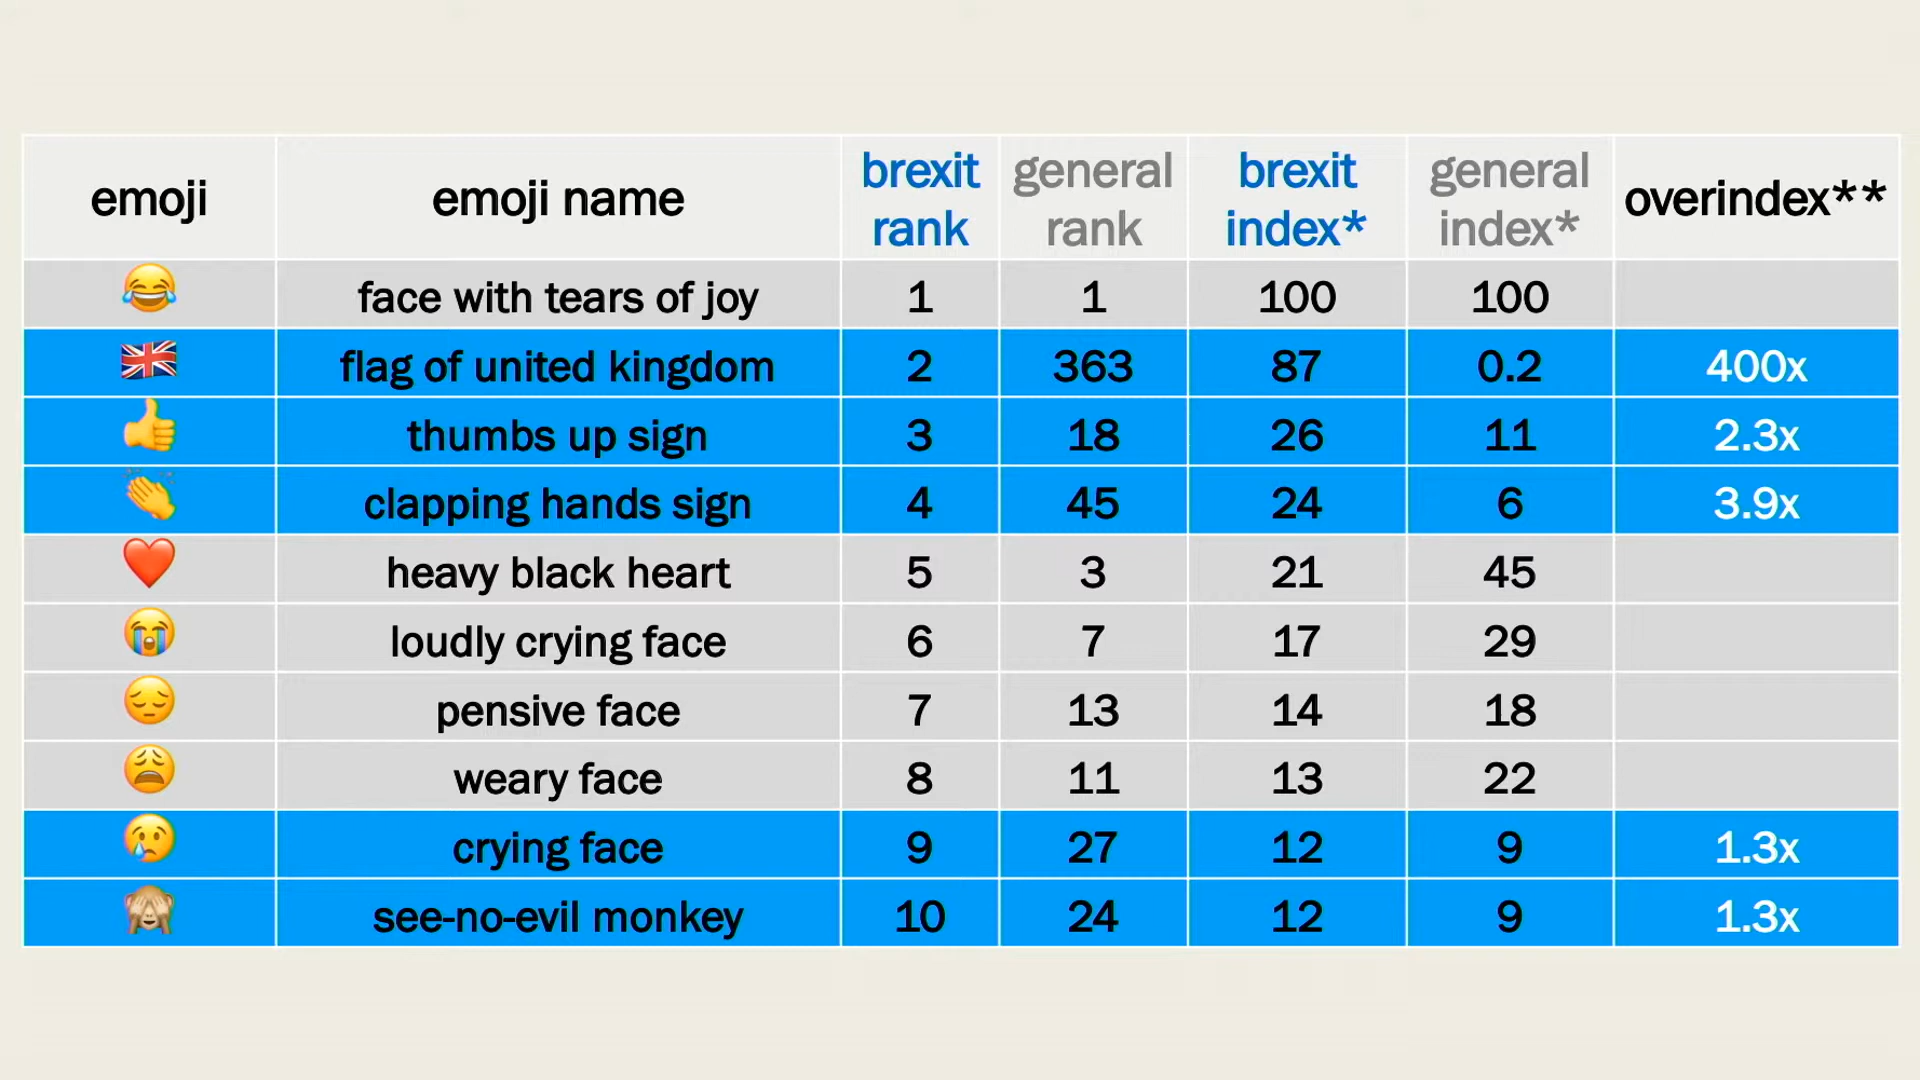 emoji emoji name brexit rank general rank brexit index* general index* overindex**
😂 face with tears of joy 1 1 100 100
🇬🇧 flag of united kingdom 2 363 87 0.2 400x
👍 thumbs up sign 3 18 26 11 2.3x
👏 clapping hands sign 4 45 24 6 3.9x
❤️ heavy black heart 5 3 21 45
😭 loudly crying face 6 7 17 29
😔 pensive face 7 13 14 18
😩 weary face 8 11 13 22
😢 crying face 9 27 12 9 1.3x
🙈 see-no-evil monkey 10 24 12 9 1.3x